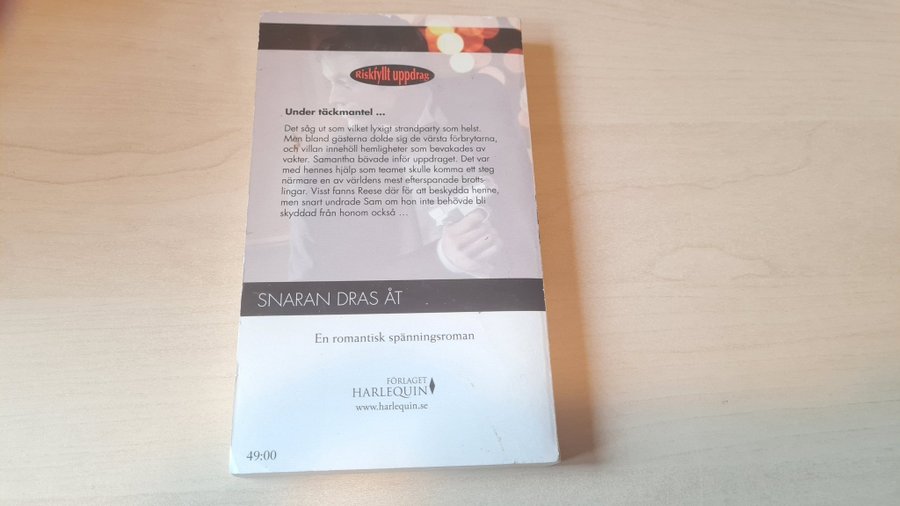 Riskfyllt uppdrag
Under täckmantel ...
Det såg ut som vilket lyxigt strandparty som helst.
Men bland gästerna dolde sig de värsta förbrytarna,
och villan innehöll hemligheter som bevakades av
vakter. Samantha bävade inför uppdraget. Det var
med hennes hjälp som teamet skulle komma ett steg
närmare en av världens mest efterspanade brotts-
lingar. Visst fanns Reese där för att beskydda henne,
men snart undrade Sam om hon inte behövde bli
skyddad från honom också ...
SNARAN DRAS ÅT
En romantisk spänningsroman
FÖRLAGET
HARLEQUIN
www.harlequin.se
49:00